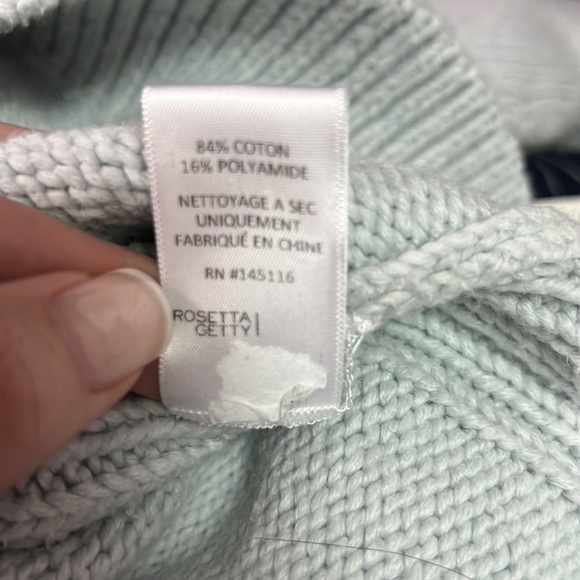 84% COTON
16% POLYAMIDE
NETTOYAGE A SEC
UNIQUEMENT
FABRIQUÉ EN CHINE
RN #145116
ROSETTA
GETTY